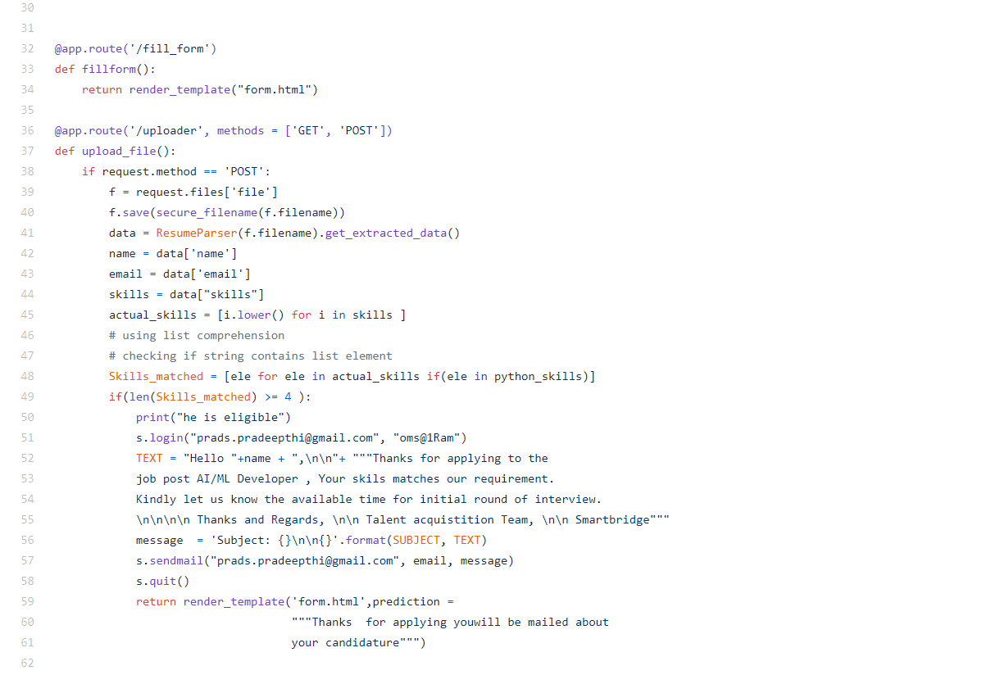 30
31
32 @app.route('/fill_form')
33 def fillform():
34     return render_template("form.html")
35
36 @app.route('/uploader', methods = ['GET', 'POST'])
37 def upload_file():
38     if request.method == 'POST':
39         f = request.files['file']
40         f.save(secure_filename(f.filename))
41         data = ResumeParser(f.filename).get_extracted_data()
42         name = data['name']
43         email = data['email']
44         skills = data["skills"]
45         actual_skills = [i.lower() for i in skills ]
46         # using list comprehension
47         # checking if string contains list element
48         Skills_matched = [ele for ele in actual_skills if(ele in python_skills)]
49         if(len(Skills_matched) >= 4 ):
50             print("he is eligible")
51             s.login("prads.pradeepthi@gmail.com", "oms@1Ram")
52             TEXT = "Hello "+name + ",\n\n"+ """Thanks for applying to the
53             job post AI/ML Developer , Your skils matches our requirement.
54             Kindly let us know the available time for initial round of interview.
55             \n\n\n\n Thanks and Regards, \n\n Talent acquistition Team, \n\n Smartbridge"""
56             message  = 'Subject: {}\n\n{}'.format(SUBJECT, TEXT)
57             s.sendmail("prads.pradeepthi@gmail.com", email, message)
58             s.quit()
59             return render_template('form.html',prediction =
60                                    """Thanks  for applying youwill be mailed about
61                                    your candidature""")
62